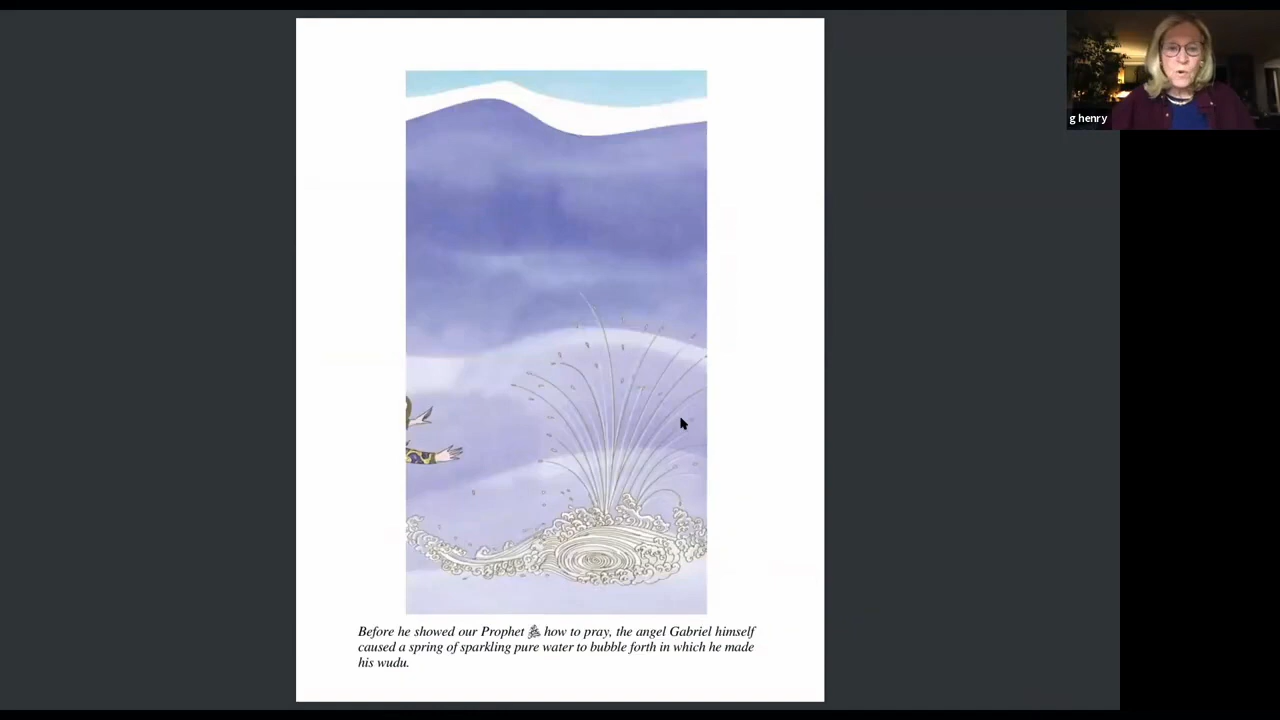 g henry
Before he showed our Prophet ﷺ how to pray, the angel Gabriel himself
caused a spring of sparkling pure water to bubble forth in which he made
his wudu.